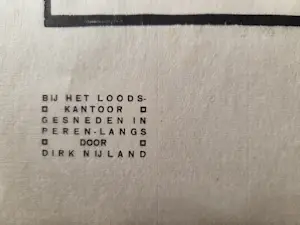 BIJ HET LOODS-
KANTOOR
GESNEDEN IN
PEREN-LANGS
DOOR
DIRK NIJLAND